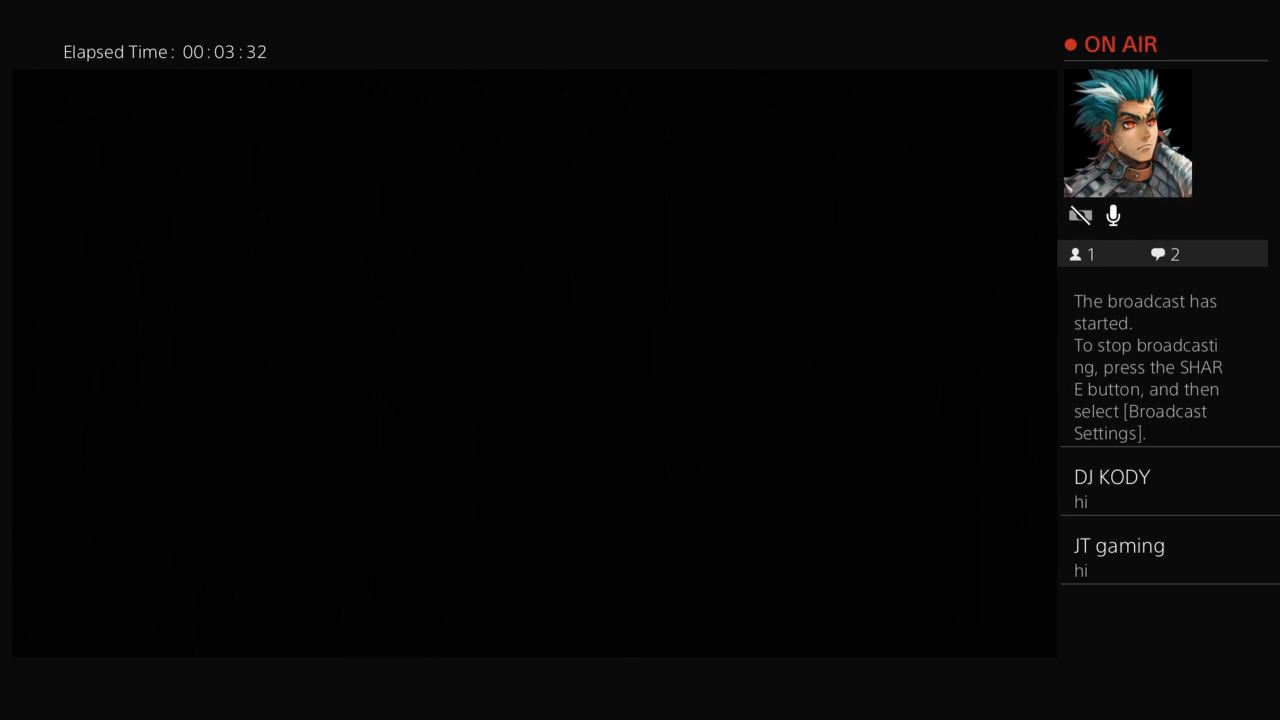 Elapsed Time: 00:03:32
ON AIR
1 2
The broadcast has
started.
To stop broadcasti
ng, press the SHAR
E button, and then
select [Broadcast
Settings].
DJ KODY
hi
JT gaming
hi